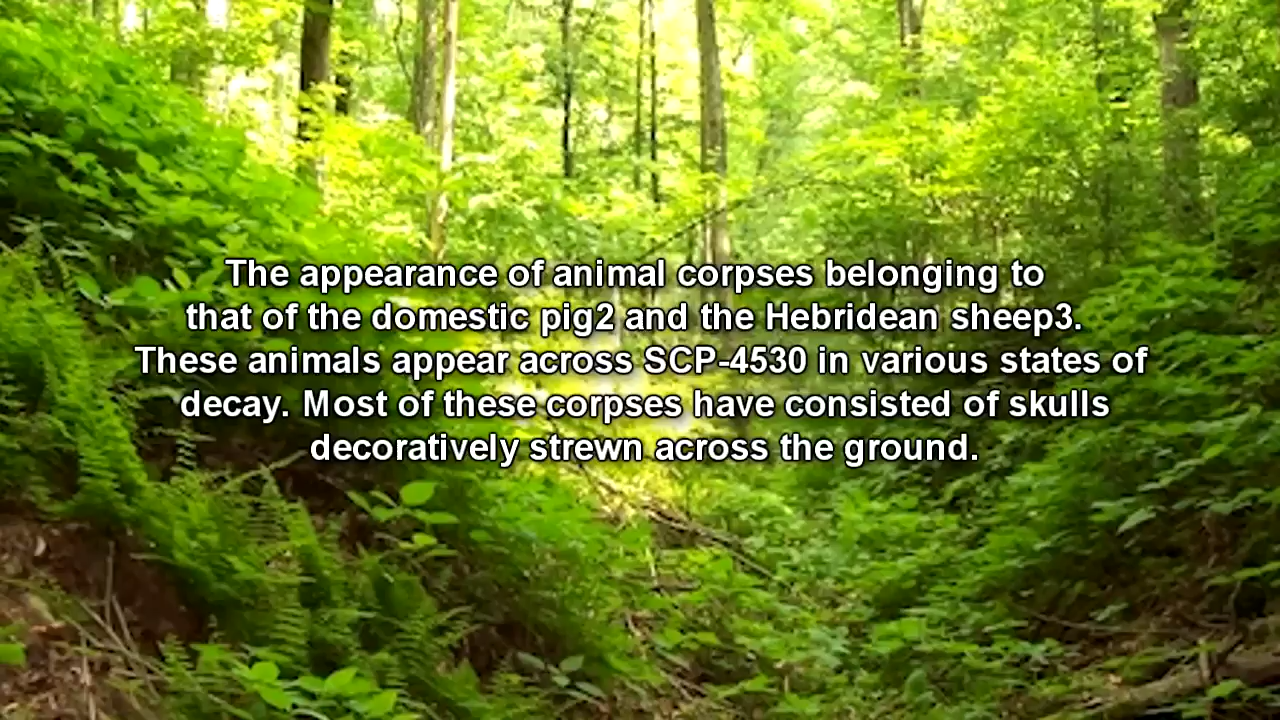 The appearance of animal corpses belonging to
that of the domestic pig2 and the Hebridean sheep3.
These animals appear across SCP-4530 in various states of
decay. Most of these corpses have consisted of skulls
decoratively strewn across the ground.